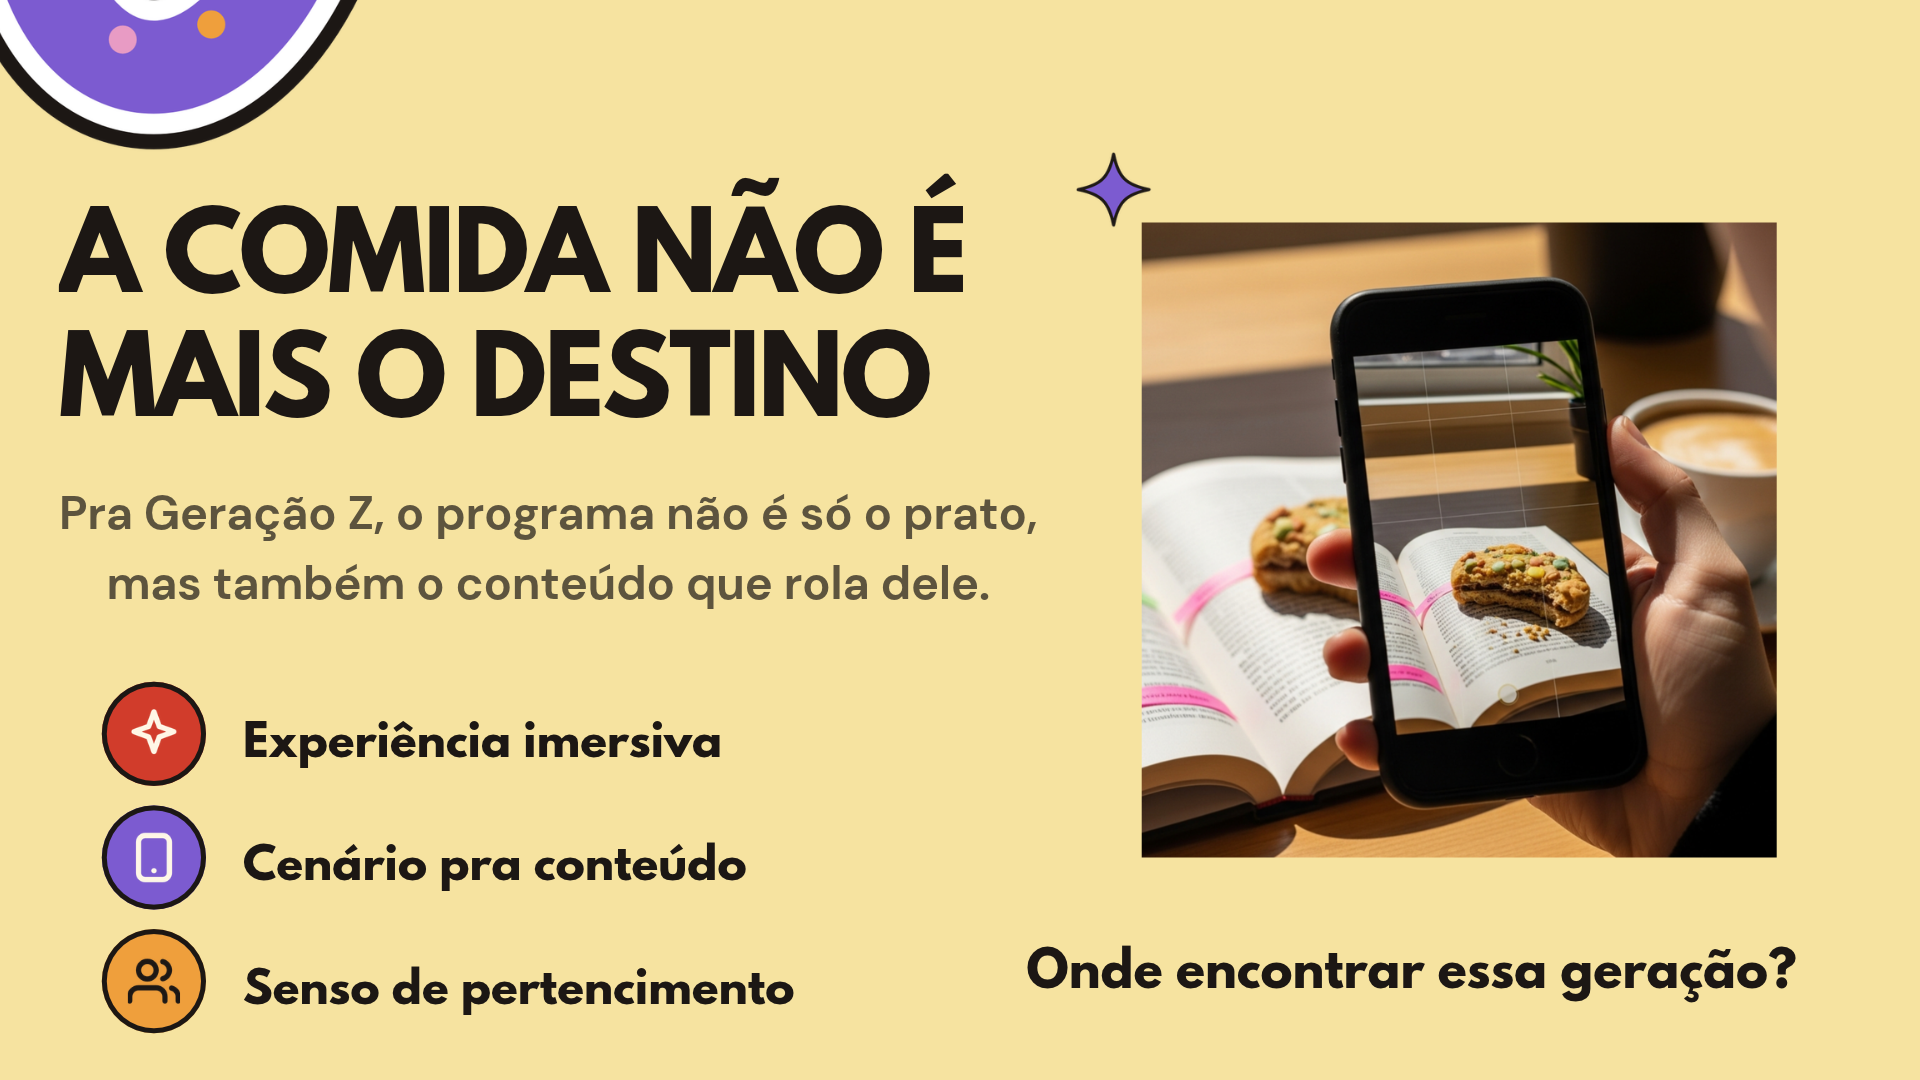 A COMIDA NÃO É
MAIS O DESTINO
Pra Geração Z, o programa não é só o prato,
mas também o conteúdo que rola dele.
Experiência imersiva
Cenário pra conteúdo
Senso de pertencimento
Onde encontrar essa geração?